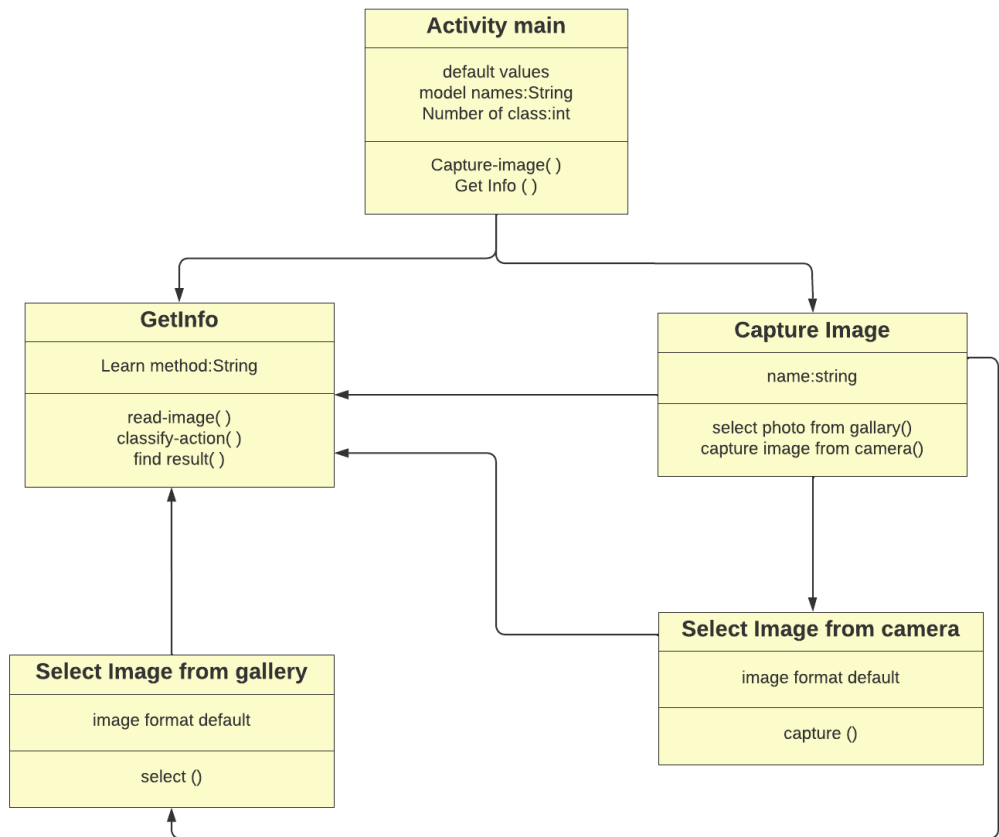 Activity main
default values
model names:String
Number of class:int
Capture-image( )
Get Info ( )
GetInfo
Learn method:String
read-image( )
classify-action( )
find result( )
Capture Image
name:string
select photo from gallary()
capture image from camera()
Select Image from camera
image format default
capture ()
Select Image from gallery
image format default
select ()